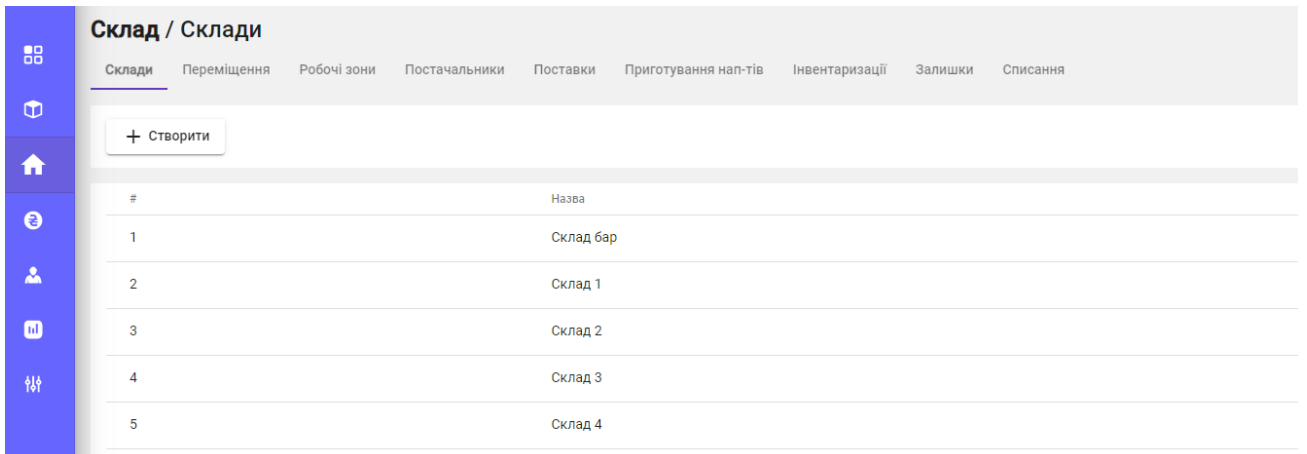 Склад / Склади
Склади Переміщення Робочі зони Постачальники Поставки Приготування нап-тів Інвентаризації Залишки Списання
+ Створити
# Назва
1 Склад бар
2 Склад 1
3 Склад 2
4 Склад 3
5 Склад 4